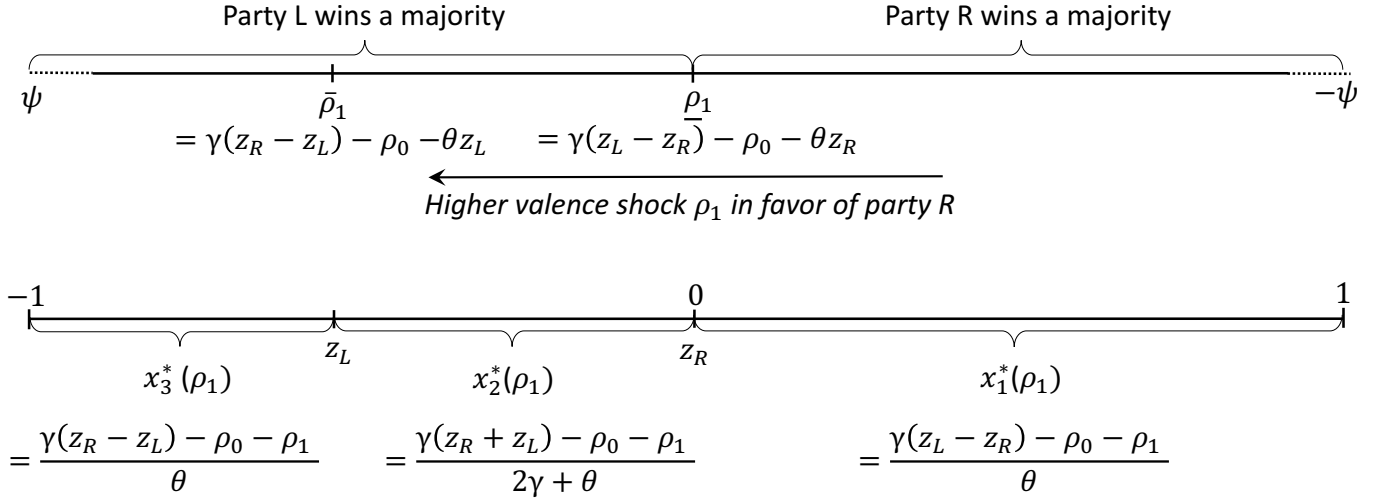 Party L wins a majority Party R wins a majority
ψ ρ̄₁ ρ̲₁ −ψ
= γ(z_R − z_L) − ρ₀ −θz_L = γ(z_L − z_R) − ρ₀ − θz_R
Higher valence shock ρ₁ in favor of party R
−1 0 1
z_L z_R
x₃*(ρ₁) x₂*(ρ₁) x₁*(ρ₁)
= γ(z_R − z_L) − ρ₀ − ρ₁ / θ = γ(z_R + z_L) − ρ₀ − ρ₁ / 2γ + θ = γ(z_L − z_R) − ρ₀ − ρ₁ / θ